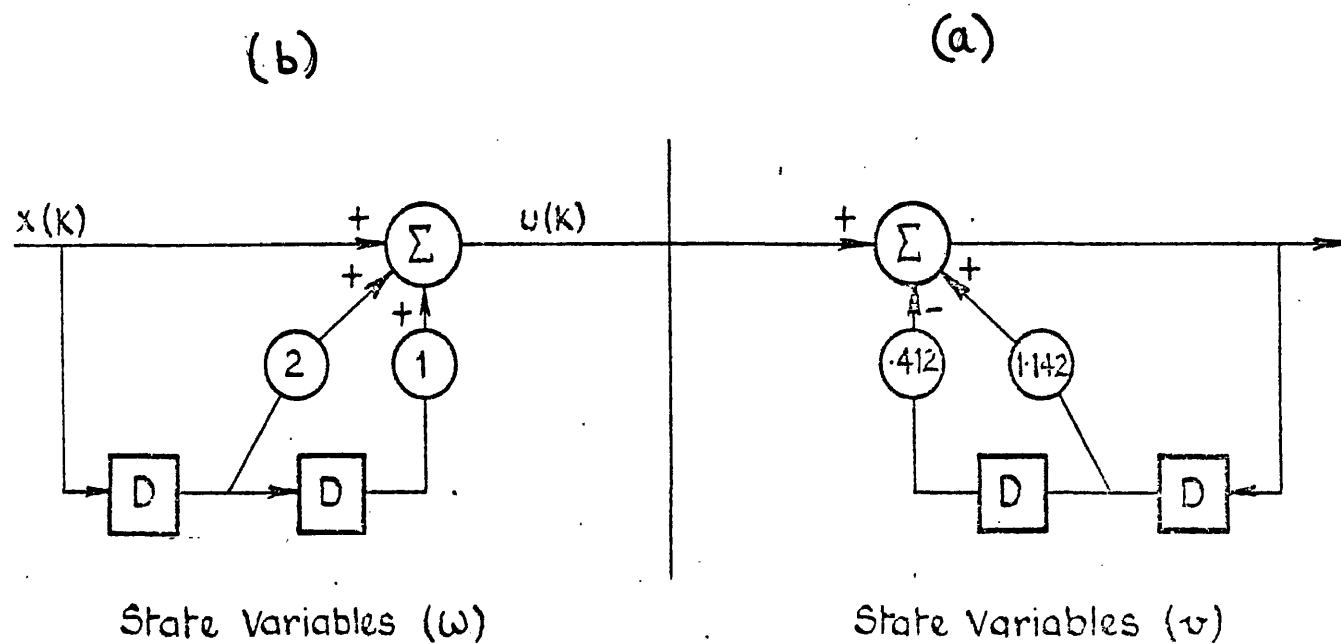 (b)
(a)
x(K)
+
Σ
u(K)
+
Σ
+
+
+
-
2
1
.412
1.142
D
D
D
D
State Variables (ω)
State Variables (v)